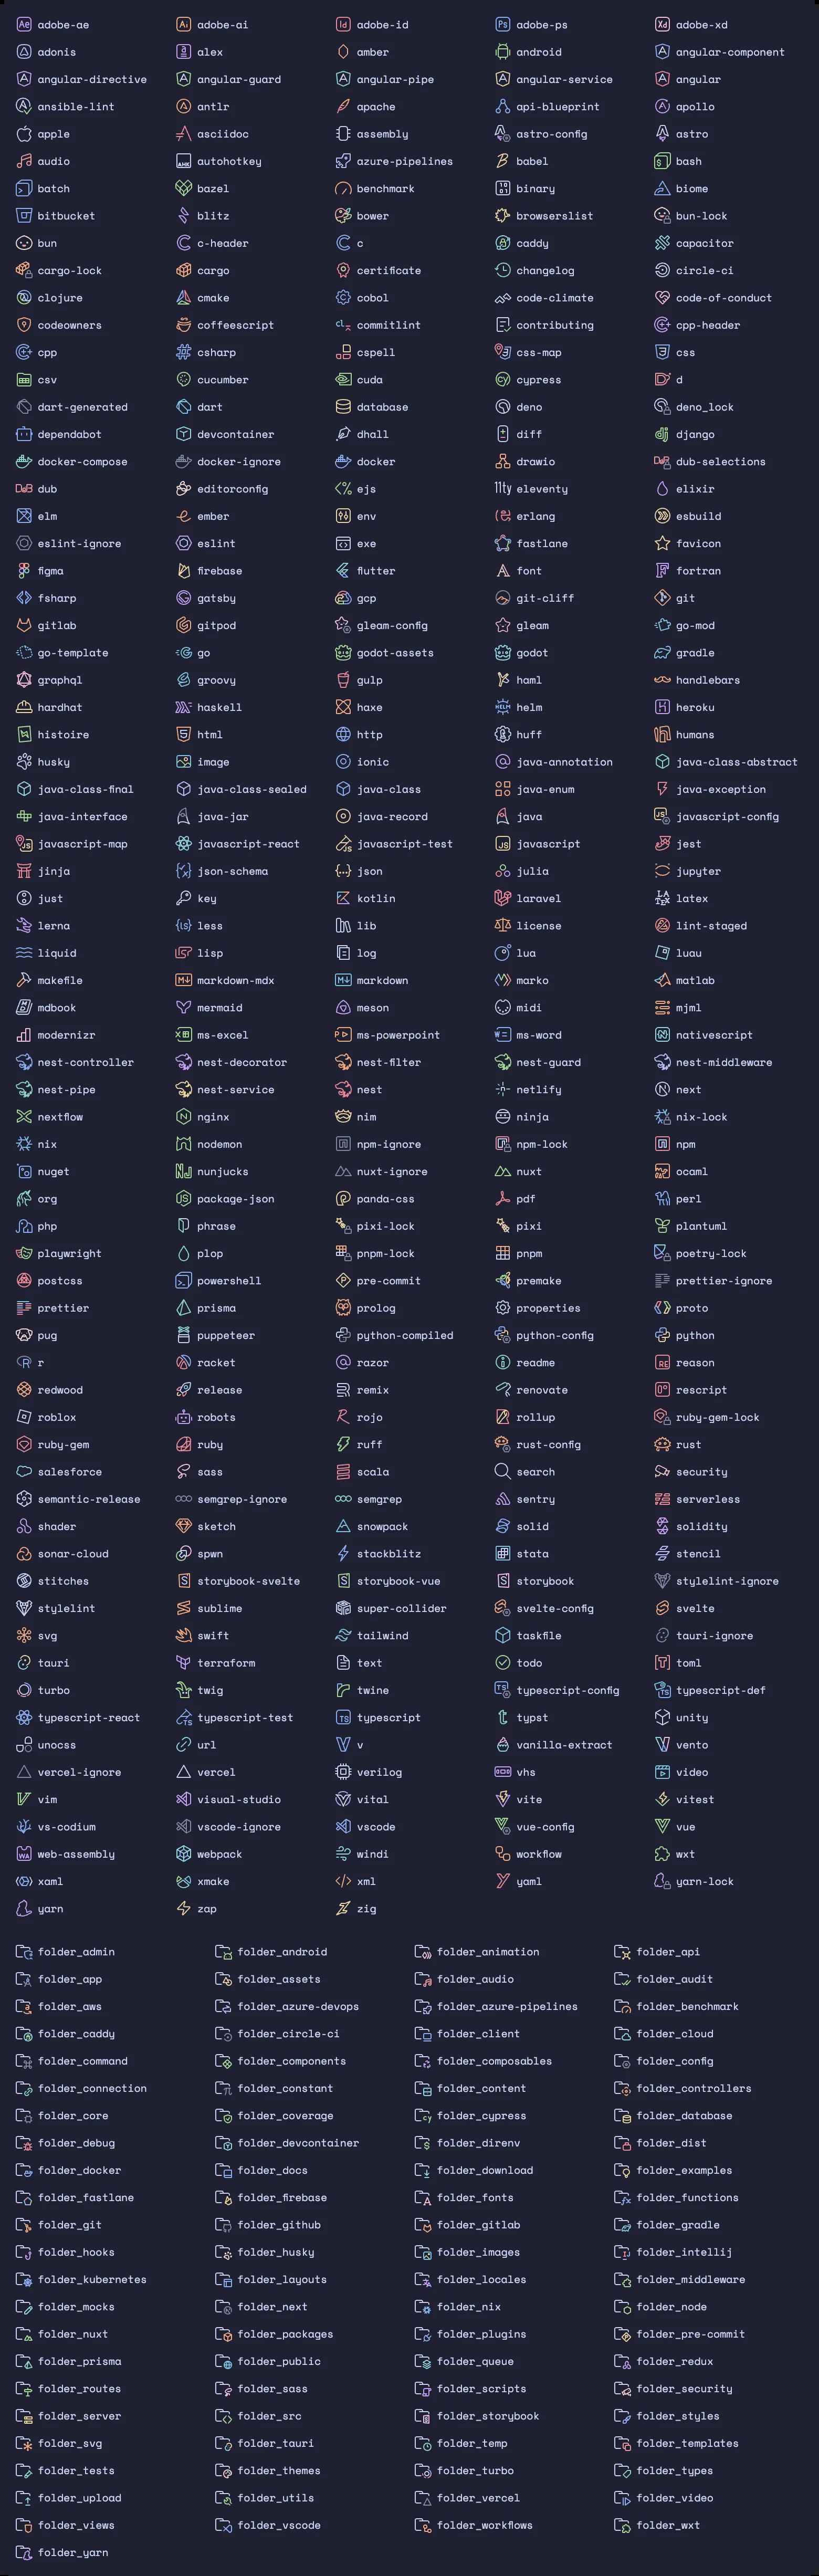 adobe-ae adobe-ai adobe-id adobe-ps adobe-xd
adonis alex amber android angular-component
angular-directive angular-guard angular-pipe angular-service angular
ansible-lint antlr apache api-blueprint apollo
apple asciidoc assembly astro-config astro
audio autohotkey azure-pipelines babel bash
batch bazel benchmark binary biome
bitbucket blitz bower browserslist bun-lock
bun c-header c caddy capacitor
cargo-lock cargo certificate changelog circle-ci
clojure cmake cobol code-climate code-of-conduct
codeowners coffeescript commitlint contributing cpp-header
cpp csharp cspell css-map css
csv cucumber cuda cypress d
dart-generated dart database deno deno_lock
dependabot devcontainer dhall diff django
docker-compose docker-ignore docker drawio dub-selections
dub editorconfig ejs eleventy elixir
elm ember env erlang esbuild
eslint-ignore eslint exe fastlane favicon
figma firebase flutter font fortran
fsharp gatsby gcp git-cliff git
gitlab gitpod gleam-config gleam go-mod
go-template go godot-assets godot gradle
graphql groovy gulp haml handlebars
hardhat haskell haxe helm heroku
histoire html http huff humans
husky image ionic java-annotation java-class-abstract
java-class-final java-class-sealed java-class java-enum java-exception
java-interface java-jar java-record java javascript-config
javascript-map javascript-react javascript-test javascript jest
jinja json-schema json julia jupyter
just key kotlin laravel latex
lerna less lib license lint-staged
liquid lisp log lua luau
makefile markdown-mdx markdown marko matlab
mdbook mermaid meson midi mjml
modernizr ms-excel ms-powerpoint ms-word nativescript
nest-controller nest-decorator nest-filter nest-guard nest-middleware
nest-pipe nest-service nest netlify next
nextflow nginx nim ninja nix-lock
nix nodemon npm-ignore npm-lock npm
nuget nunjucks nuxt-ignore nuxt ocaml
org package-json panda-css pdf perl
php phrase pixi-lock pixi plantuml
playwright plop pnpm-lock pnpm poetry-lock
postcss powershell pre-commit premake prettier-ignore
prettier prisma prolog properties proto
pug puppeteer python-compiled python-config python
r racket razor readme reason
redwood release remix renovate rescript
roblox robots rojo rollup ruby-gem-lock
ruby-gem ruby ruff rust-config rust
salesforce sass scala search security
semantic-release semgrep-ignore semgrep sentry serverless
shader sketch snowpack solid solidity
sonar-cloud spwn stackblitz stata stencil
stitches storybook-svelte storybook-vue storybook stylelint-ignore
stylelint sublime super-collider svelte-config svelte
svg swift tailwind taskfile tauri-ignore
tauri terraform text todo toml
turbo twig twine typescript-config typescript-def
typescript-react typescript-test typescript typst unity
unocss url v vanilla-extract vento
vercel-ignore vercel verilog vhs video
vim visual-studio vital vite vitest
vs-codium vscode-ignore vscode vue-config vue
web-assembly webpack windi workflow wxt
xaml xmake xml yaml yarn-lock
yarn zap zig
folder_admin folder_android folder_animation folder_api
folder_app folder_assets folder_audio folder_audit
folder_aws folder_azure-devops folder_azure-pipelines folder_benchmark
folder_caddy folder_circle-ci folder_client folder_cloud
folder_command folder_components folder_composables folder_config
folder_connection folder_constant folder_content folder_controllers
folder_core folder_coverage folder_cypress folder_database
folder_debug folder_devcontainer folder_direnv folder_dist
folder_docker folder_docs folder_download folder_examples
folder_fastlane folder_firebase folder_fonts folder_functions
folder_git folder_github folder_gitlab folder_gradle
folder_hooks folder_husky folder_images folder_intellij
folder_kubernetes folder_layouts folder_locales folder_middleware
folder_mocks folder_next folder_nix folder_node
folder_nuxt folder_packages folder_plugins folder_pre-commit
folder_prisma folder_public folder_queue folder_redux
folder_routes folder_sass folder_scripts folder_security
folder_server folder_src folder_storybook folder_styles
folder_svg folder_tauri folder_temp folder_templates
folder_tests folder_themes folder_turbo folder_types
folder_upload folder_utils folder_vercel folder_video
folder_views folder_vscode folder_workflows folder_wxt
folder_yarn